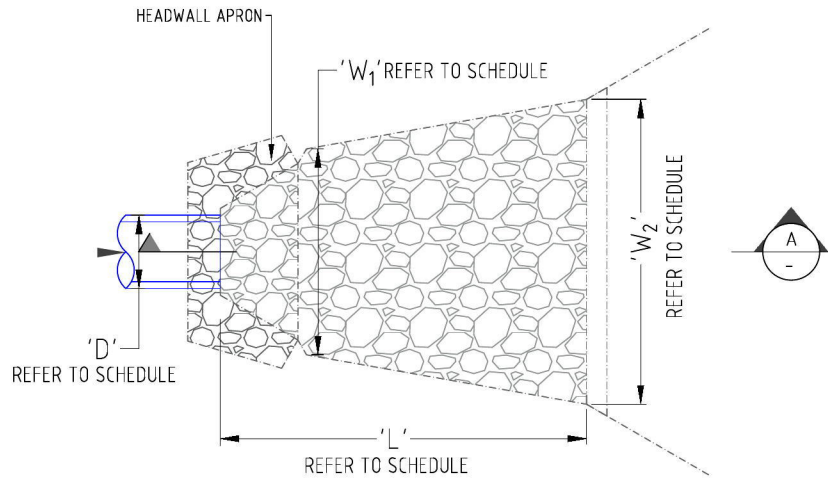 HEADWALL APRON
'W1' REFER TO SCHEDULE
'W2'
REFER TO SCHEDULE
A
-
'D'
REFER TO SCHEDULE
'L'
REFER TO SCHEDULE